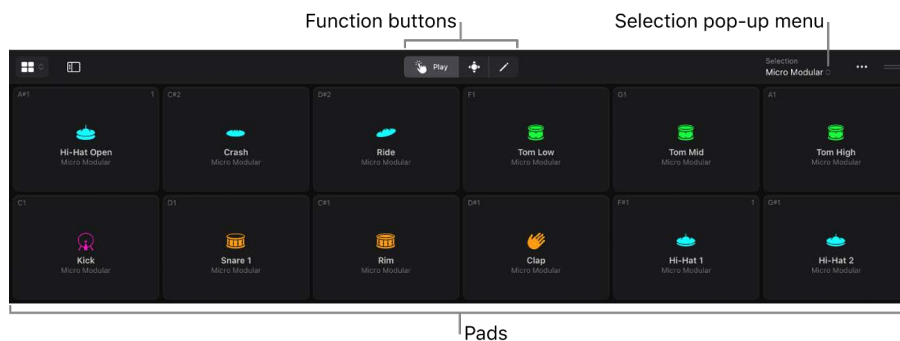 Function buttons
Selection pop-up menu
Play
Selection
Micro Modular
A#1 1
Hi-Hat Open
Micro Modular
C#2
Crash
Micro Modular
D#2
Ride
Micro Modular
F1
Tom Low
Micro Modular
G1
Tom Mid
Micro Modular
A1
Tom High
Micro Modular
C1
Kick
Micro Modular
D1
Snare 1
Micro Modular
C#1
Rim
Micro Modular
D#1
Clap
Micro Modular
F#1 1
Hi-Hat 1
Micro Modular
G#1
Hi-Hat 2
Micro Modular
Pads